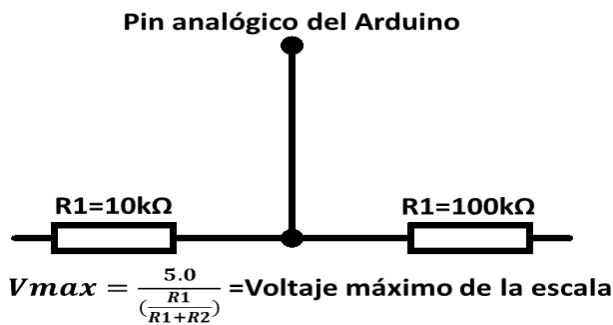 Pin analógico del Arduino
R1=10kΩ
R1=100kΩ
Vmax = 5.0/(R1/(R1+R2)) =Voltaje máximo de la escala